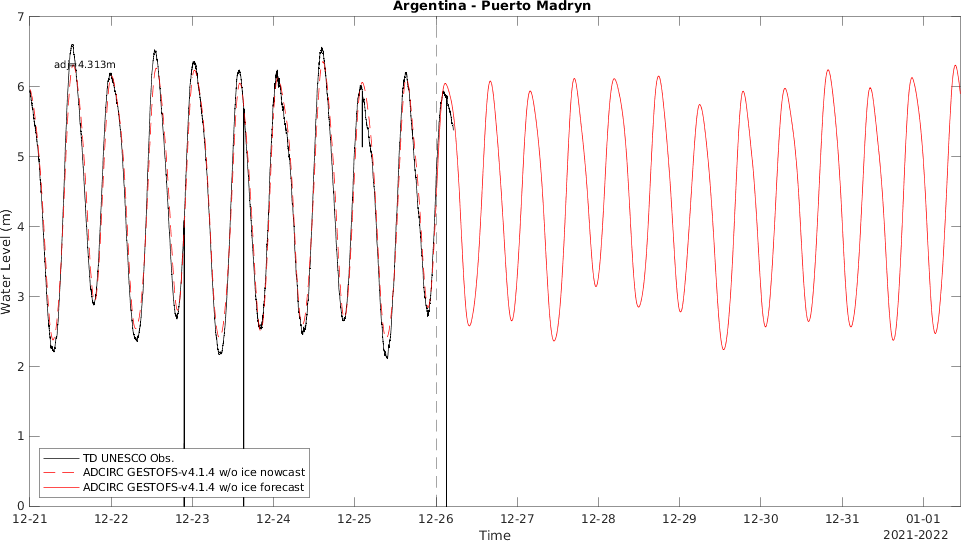 Argentina - Puerto Madryn
7
6
5
4
3
2
1
0
Water Level (m)
adj=4.313m
TD UNESCO Obs.
ADCIRC GESTOFS-v4.1.4 w/o ice nowcast
ADCIRC GESTOFS-v4.1.4 w/o ice forecast
12-21 12-22 12-23 12-24 12-25 12-26 12-27 12-28 12-29 12-30 12-31 01-01
Time
2021-2022